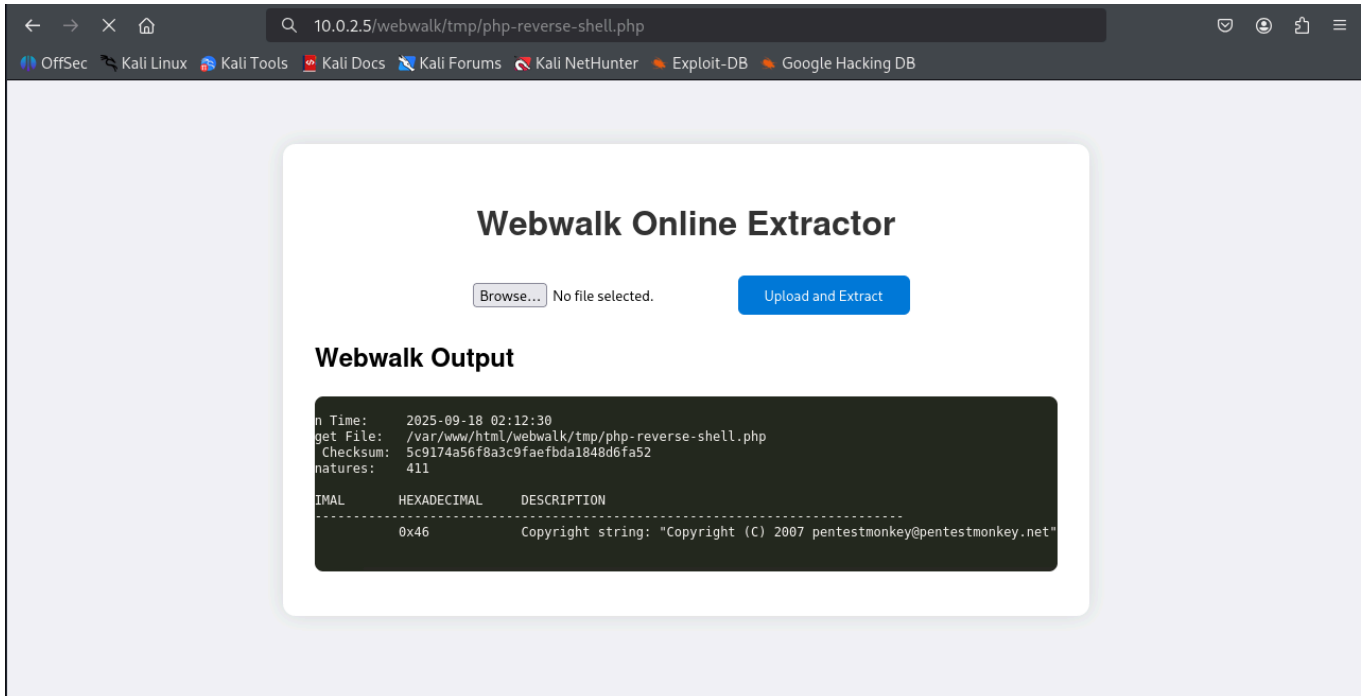 10.0.2.5/webwalk/tmp/php-reverse-shell.php
OffSec Kali Linux Kali Tools Kali Docs Kali Forums Kali NetHunter Exploit-DB Google Hacking DB
Webwalk Online Extractor
Browse... No file selected. Upload and Extract
Webwalk Output
n Time: 2025-09-18 02:12:30
get File: /var/www/html/webwalk/tmp/php-reverse-shell.php
Checksum: 5c9174a56f8a3c9faefbda1848d6fa52
natures: 411
IMAL HEXADECIMAL DESCRIPTION
--------------------------------------------------------------------------------
0x46 Copyright string: "Copyright (C) 2007 pentestmonkey@pentestmonkey.net"